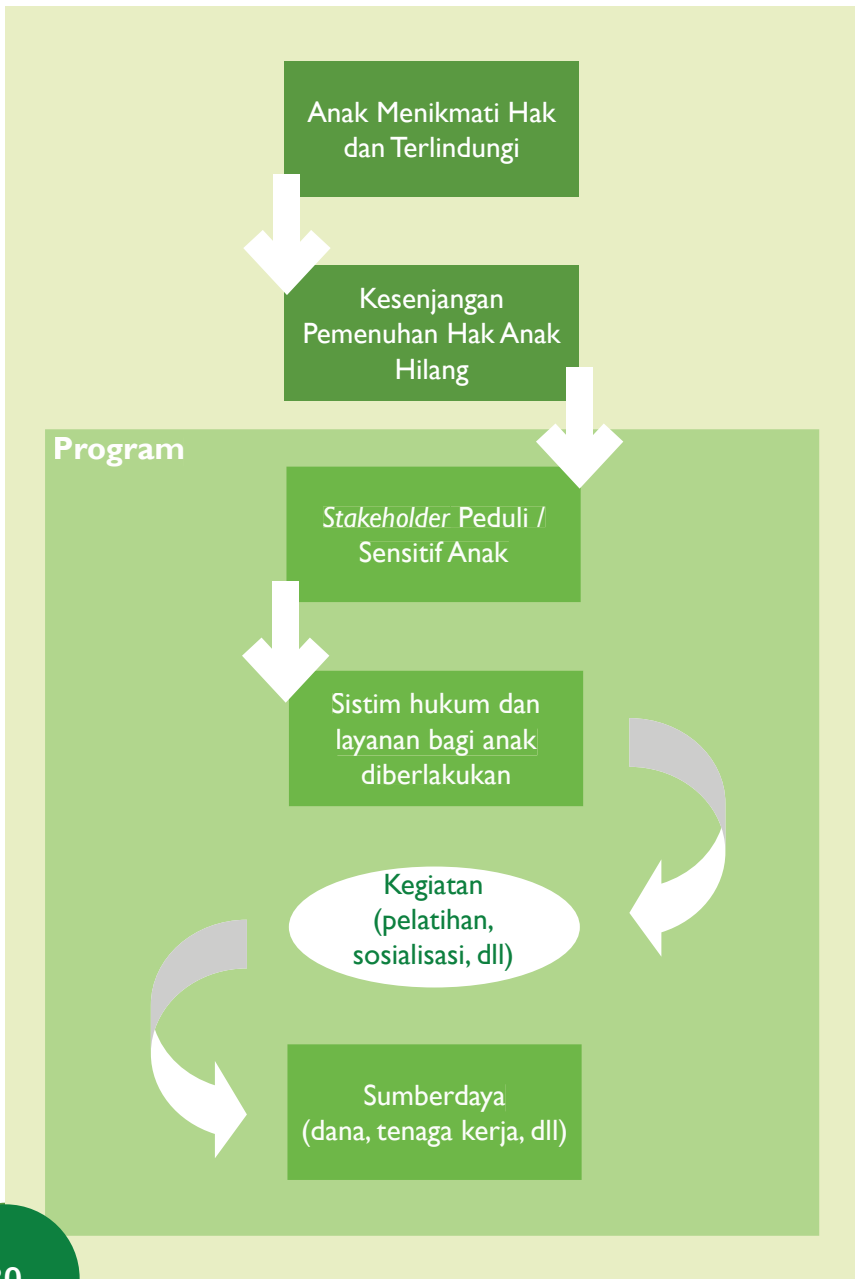 Anak Menikmati Hak
dan Terlindungi
Kesenjangan
Pemenuhan Hak Anak
Hilang
Program
Stakeholder Peduli /
Sensitif Anak
Sistim hukum dan
layanan bagi anak
diberlakukan
Kegiatan
(pelatihan,
sosialisasi, dll)
Sumberdaya
(dana, tenaga kerja, dll)